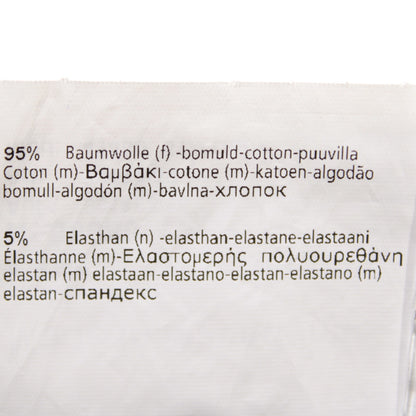 95% Baumwolle (f) -bomuld-cotton-puuvilla
Coton (m)-Βαμβάκι-cotone (m)-katoen-algodão
bomull-algodón (m)-bavlna-хлопок
5% Elasthan (n) -elasthan-elastane-elastaani
Élasthanne (m)-Ελαστομερής πολυουρεθάνη
elastan (m) elastaan-elastano-elastan-elastano (m)
elastan-спандекс